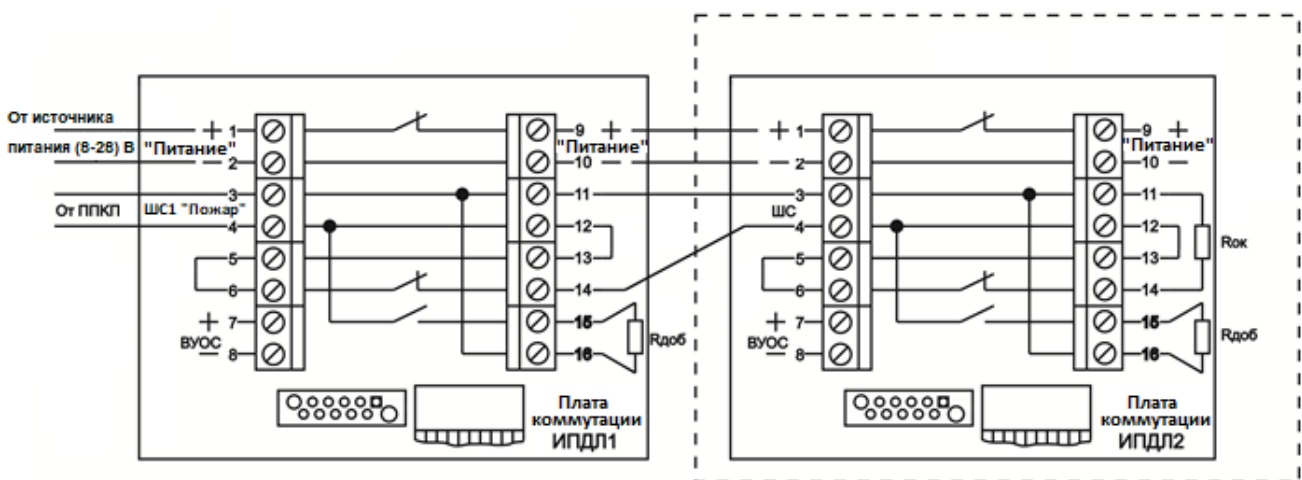 От источника
питания (8-28) В
От ППКП
+ 1
"Питание"
– 2
3
ШС1 "Пожар"
4
5
6
+ 7
ВУОС
– 8
9 +
"Питание"
10 –
11
12
13
14
15
16
Rдоб
Плата
коммутации
ИПДЛ1
+ 1
– 2
3
ШС
4
5
6
+ 7
ВУОС
– 8
9 +
"Питание"
10 –
11
12
13
14
15
16
Rок
Rдоб
Плата
коммутации
ИПДЛ2